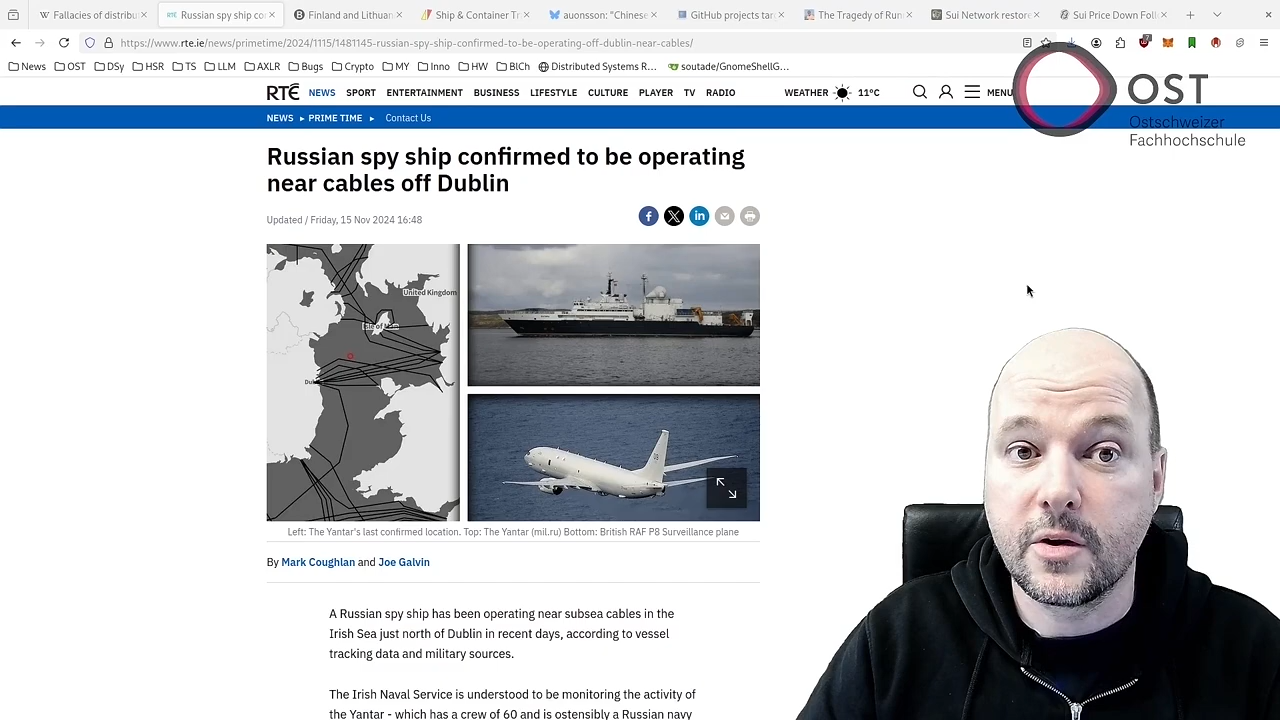 Fallacies of distribut
Russian spy ship co
Finland and Lithuan
Ship & Container Tr
auonsson: "Chinese
GitHub projects tar
The Tragedy of Run
Sui Network restore
Sui Price Down Foll
https://www.rte.ie/news/primetime/2024/1115/1481145-russian-spy-ship-confirmed-to-be-operating-off-dublin-near-cables/
News OST DSy HSR TS LLM AXLR Bugs Crypto MY Inno HW BlCh Distributed Systems R... soutade/GnomeShellG...
RTÉ NEWS SPORT ENTERTAINMENT BUSINESS LIFESTYLE CULTURE PLAYER TV RADIO WEATHER 11°C MENU
OST
Ostschweizer
Fachhochschule
NEWS ▸ PRIME TIME ▸ Contact Us
Russian spy ship confirmed to be operating
near cables off Dublin
Updated / Friday, 15 Nov 2024 16:48
United Kingdom
Left: The Yantar's last confirmed location. Top: The Yantar (mil.ru) Bottom: British RAF P8 Surveillance plane
By Mark Coughlan and Joe Galvin
A Russian spy ship has been operating near subsea cables in the
Irish Sea just north of Dublin in recent days, according to vessel
tracking data and military sources.
The Irish Naval Service is understood to be monitoring the activity of
the Yantar - which has a crew of 60 and is ostensibly a Russian navy